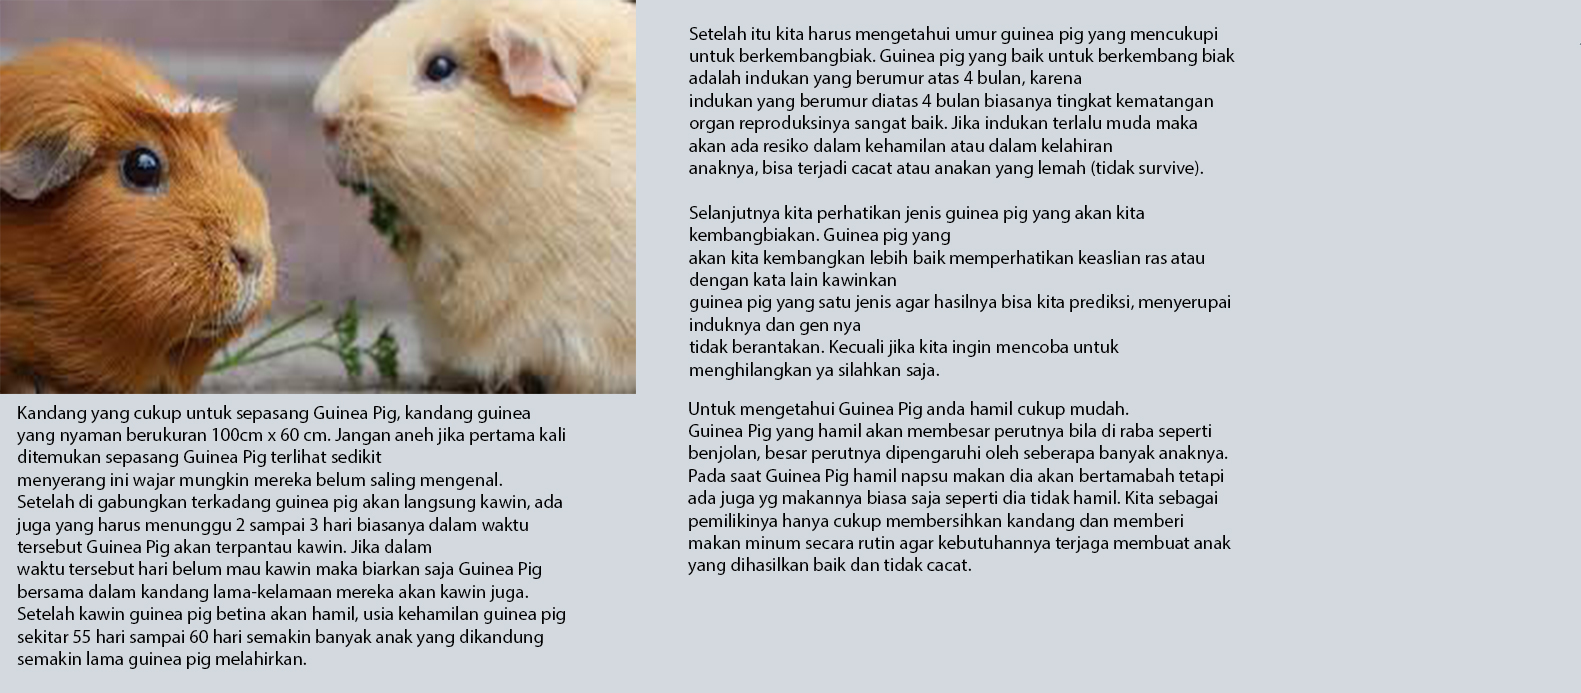 Kandang yang cukup untuk sepasang Guinea Pig, kandang guinea
yang nyaman berukuran 100cm x 60 cm. Jangan aneh jika pertama kali
ditemukan sepasang Guinea Pig terlihat sedikit
menyerang ini wajar mungkin mereka belum saling mengenal.
Setelah di gabungkan terkadang guinea pig akan langsung kawin, ada
juga yang harus menunggu 2 sampai 3 hari biasanya dalam waktu
tersebut Guinea Pig akan terpantau kawin. Jika dalam
waktu tersebut hari belum mau kawin maka biarkan saja Guinea Pig
bersama dalam kandang lama-kelamaan mereka akan kawin juga.
Setelah kawin guinea pig betina akan hamil, usia kehamilan guinea pig
sekitar 55 hari sampai 60 hari semakin banyak anak yang dikandung
semakin lama guinea pig melahirkan.
Setelah itu kita harus mengetahui umur guinea pig yang mencukupi
untuk berkembangbiak. Guinea pig yang baik untuk berkembang biak
adalah indukan yang berumur atas 4 bulan, karena
indukan yang berumur diatas 4 bulan biasanya tingkat kematangan
organ reproduksinya sangat baik. Jika indukan terlalu muda maka
akan ada resiko dalam kehamilan atau dalam kelahiran
anaknya, bisa terjadi cacat atau anakan yang lemah (tidak survive).
Selanjutnya kita perhatikan jenis guinea pig yang akan kita
kembangbiakan. Guinea pig yang
akan kita kembangkan lebih baik memperhatikan keaslian ras atau
dengan kata lain kawinkan
guinea pig yang satu jenis agar hasilnya bisa kita prediksi, menyerupai
induknya dan gen nya
tidak berantakan. Kecuali jika kita ingin mencoba untuk
menghilangkan ya silahkan saja.
Untuk mengetahui Guinea Pig anda hamil cukup mudah.
Guinea Pig yang hamil akan membesar perutnya bila di raba seperti
benjolan, besar perutnya dipengaruhi oleh seberapa banyak anaknya.
Pada saat Guinea Pig hamil napsu makan dia akan bertamabah tetapi
ada juga yg makannya biasa saja seperti dia tidak hamil. Kita sebagai
pemilikinya hanya cukup membersihkan kandang dan memberi
makan minum secara rutin agar kebutuhannya terjaga membuat anak
yang dihasilkan baik dan tidak cacat.